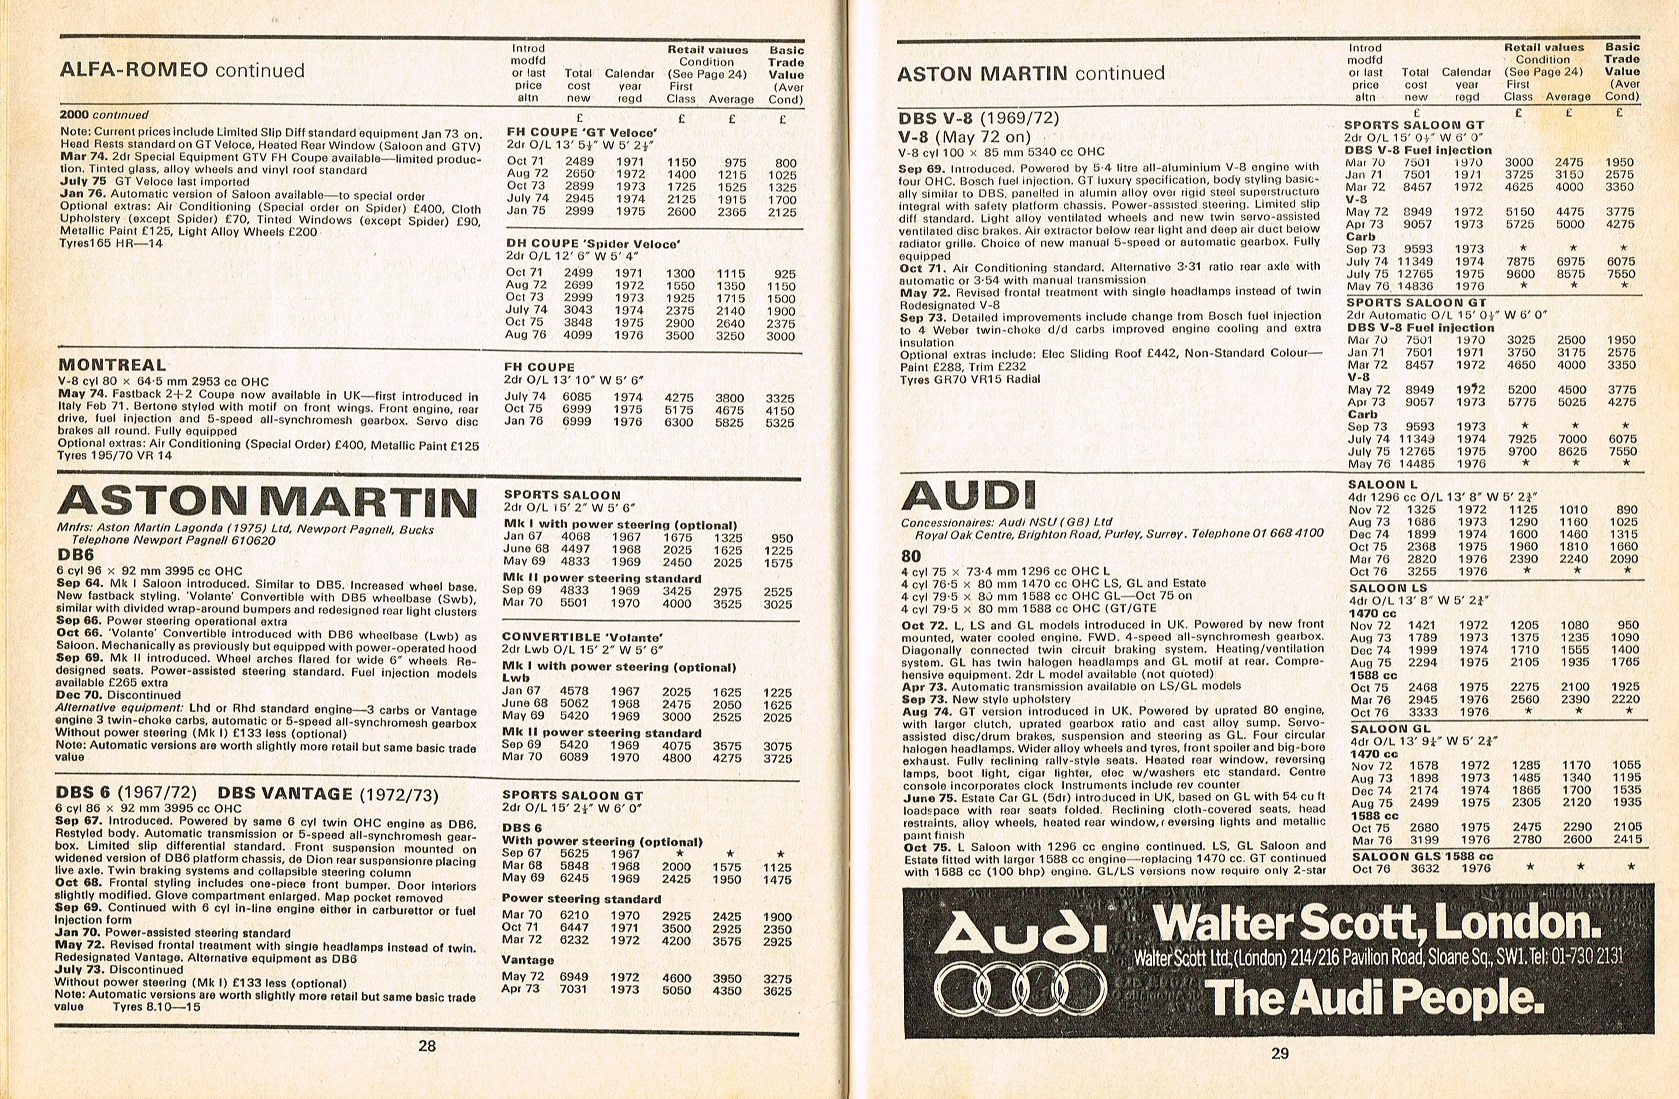 ALFA-ROMEO continued
Introd modfd or last price altn
Total cost new
Calendar year regd
Retail values Condition (See Page 24)
First Class
Average
Basic Trade Value (Aver Cond)
£ £ £ £
2000 continued
Note: Current prices include Limited Slip Diff standard equipment Jan 73 on.
Head Rests standard on GT Veloce, Heated Rear Window (Saloon and GTV)
Mar 74. 2dr Special Equipment GTV FH Coupe available—limited produc-
tion. Tinted glass, alloy wheels and vinyl roof standard
July 75 GT Veloce last imported
Jan 76. Automatic version of Saloon available—to special order
Optional extras: Air Conditioning (Special order on Spider) £400, Cloth
Upholstery (except Spider) £70, Tinted Windows (except Spider) £90,
Metallic Paint £125, Light Alloy Wheels £200
Tyres165 HR—14
FH COUPE 'GT Veloce'
2dr O/L 13' 5½" W 5' 2½"
Oct 71 2489 1971 1150 975 800
Aug 72 2650 1972 1400 1215 1025
Oct 73 2899 1973 1725 1525 1325
July 74 2945 1974 2125 1915 1700
Jan 75 2999 1975 2600 2365 2125
DH COUPE 'Spider Veloce'
2dr O/L 12' 6" W 5' 4"
Oct 71 2499 1971 1300 1115 925
Aug 72 2699 1972 1550 1350 1150
Oct 73 2999 1973 1925 1715 1500
July 74 3043 1974 2375 2140 1900
Oct 75 3848 1975 2900 2640 2375
Aug 76 4099 1976 3500 3250 3000
MONTREAL
V-8 cyl 80 × 64·5 mm 2953 cc OHC
May 74. Fastback 2+2 Coupe now available in UK—first introduced in
Italy Feb 71. Bertone styled with motif on front wings. Front engine, rear
drive, fuel injection and 5-speed all-synchromesh gearbox. Servo disc
brakes all round. Fully equipped
Optional extras: Air Conditioning (Special Order) £400, Metallic Paint £125
Tyres 195/70 VR 14
FH COUPE
2dr O/L 13' 10" W 5' 6"
July 74 6085 1974 4275 3800 3325
Oct 75 6999 1975 5175 4675 4150
Jan 76 6999 1976 6300 5825 5325
ASTON MARTIN
Mnfrs: Aston Martin Lagonda (1975) Ltd, Newport Pagnell, Bucks
Telephone Newport Pagnell 610620
DB6
6 cyl 96 × 92 mm 3995 cc OHC
Sep 64. Mk I Saloon introduced. Similar to DB5. Increased wheel base.
New fastback styling. 'Volante' Convertible with DB5 wheelbase (Swb),
similar with divided wrap-around bumpers and redesigned rear light clusters
Sep 66. Power steering operational extra
Oct 66. 'Volante' Convertible introduced with DB6 wheelbase (Lwb) as
Saloon. Mechanically as previously but equipped with power-operated hood
Sep 69. Mk II introduced. Wheel arches flared for wide 6" wheels. Re-
designed seats. Power-assisted steering standard. Fuel injection models
available £265 extra
Dec 70. Discontinued
Alternative equipment: Lhd or Rhd standard engine—3 carbs or Vantage
engine 3 twin-choke carbs, automatic or 5-speed all-synchromesh gearbox
Without power steering (Mk I) £133 less (optional)
Note: Automatic versions are worth slightly more retail but same basic trade
value
SPORTS SALOON
2dr O/L 15' 2" W 5' 6"
Mk I with power steering (optional)
Jan 67 4068 1967 1675 1325 950
June 68 4497 1968 2025 1625 1225
May 69 4833 1969 2450 2025 1575
Mk II power steering standard
Sep 69 4833 1969 3425 2975 2525
Mar 70 5501 1970 4000 3525 3025
CONVERTIBLE 'Volante'
2dr Lwb O/L 15' 2" W 5' 6"
Mk I with power steering (optional)
Lwb
Jan 67 4578 1967 2025 1625 1225
June 68 5062 1968 2475 2050 1625
May 69 5420 1969 3000 2525 2025
Mk II power steering standard
Sep 69 5420 1969 4075 3575 3075
Mar 70 6089 1970 4800 4275 3725
DBS 6 (1967/72) DBS VANTAGE (1972/73)
6 cyl 86 × 92 mm 3995 cc OHC
Sep 67. Introduced. Powered by same 6 cyl twin OHC engine as DB6.
Restyled body. Automatic transmission or 5-speed all-synchromesh gear-
box. Limited slip differential standard. Front suspension mounted on
widened version of DB6 platform chassis, de Dion rear suspensionre placing
live axle. Twin braking systems and collapsible steering column
Oct 68. Frontal styling includes one-piece front bumper. Door interiors
slightly modified. Glove compartment enlarged. Map pocket removed
Sep 69. Continued with 6 cyl in-line engine either in carburettor or fuel
Injection form
Jan 70. Power-assisted steering standard
May 72. Revised frontal treatment with single headlamps instead of twin.
Redesignated Vantage. Alternative equipment as DB6
July 73. Discontinued
Without power steering (Mk I) £133 less (optional)
Note: Automatic versions are worth slightly more retail but same basic trade
value Tyres 8.10—15
SPORTS SALOON GT
2dr O/L 15' 2½" W 6' 0"
DBS 6
With power steering (optional)
Sep 67 5625 1967 * * *
Mar 68 5848 1968 2000 1575 1125
May 69 6245 1969 2425 1950 1475
Power steering standard
Mar 70 6210 1970 2925 2425 1900
Oct 71 6447 1971 3500 2925 2350
Mar 72 6232 1972 4200 3575 2925
Vantage
May 72 6949 1972 4600 3950 3275
Apr 73 7031 1973 5050 4350 3625
28
ASTON MARTIN continued
Introd modfd or last price altn
Total cost new
Calendar year regd
Retail values Condition (See Page 24)
First Class
Average
Basic Trade Value (Aver Cond)
£ £ £ £
DBS V-8 (1969/72)
V-8 (May 72 on)
V-8 cyl 100 × 85 mm 5340 cc OHC
Sep 69. Introduced. Powered by 5·4 litre all-aluminium V-8 engine with
four OHC. Bosch fuel injection. GT luxury specification, body styling basic-
ally similar to DBS, panelled in alumin alloy over rigid steel superstructure
integral with safety platform chassis. Power-assisted steering. Limited slip
diff standard. Light alloy ventilated wheels and new twin servo-assisted
ventilated disc brakes. Air extractor below rear light and deep air duct below
radiator grille. Choice of new manual 5-speed or automatic gearbox. Fully
equipped
Oct 71. Air Conditioning standard. Alternative 3·31 ratio rear axle with
automatic or 3·54 with manual transmission
May 72. Revised frontal treatment with single headlamps instead of twin
Redesignated V-8
Sep 73. Detailed improvements include change from Bosch fuel injection
to 4 Weber twin-choke d/d carbs improved engine cooling and extra
Insulation
Optional extras include: Elec Sliding Roof £442, Non-Standard Colour—
Paint £288, Trim £232
Tyres GR70 VR15 Radial
SPORTS SALOON GT
2dr O/L 15' 0½" W 6' 0"
DBS V-8 Fuel injection
Mar 70 7501 1970 3000 2475 1950
Jan 71 7501 1971 3725 3150 2575
Mar 72 8457 1972 4625 4000 3350
V-8
May 72 8949 1972 5150 4475 3775
Apr 73 9057 1973 5725 5000 4275
Carb
Sep 73 9593 1973 * * *
July 74 11349 1974 7875 6975 6075
July 75 12765 1975 9600 8575 7550
May 76 14836 1976 * * *
SPORTS SALOON GT
2dr Automatic O/L 15' 0½" W 6' 0"
DBS V-8 Fuel injection
Mar 70 7501 1970 3025 2500 1950
Jan 71 7501 1971 3750 3175 2575
Mar 72 8457 1972 4650 4000 3350
V-8
May 72 8949 1972 5200 4500 3775
Apr 73 9057 1973 5775 5025 4275
Carb
Sep 73 9593 1973 * * *
July 74 11349 1974 7925 7000 6075
July 75 12765 1975 9700 8625 7550
May 76 14485 1976 * * *
AUDI
Concessionaires: Audi NSU (GB) Ltd
Royal Oak Centre, Brighton Road, Purley, Surrey. Telephone 01 668 4100
80
4 cyl 75 × 73·4 mm 1296 cc OHC L
4 cyl 76·5 × 80 mm 1470 cc OHC LS, GL and Estate
4 cyl 79·5 × 80 mm 1588 cc OHC GL—Oct 75 on
4 cyl 79·5 × 80 mm 1588 cc OHC (GT/GTE
Oct 72. L, LS and GL models introduced in UK. Powered by new front
mounted, water cooled engine. FWD. 4-speed all-synchromesh gearbox.
Diagonally connected twin circuit braking system. Heating/ventilation
system. GL has twin halogen headlamps and GL motif at rear. Compre-
hensive equipment. 2dr L model available (not quoted)
Apr 73. Automatic transmission available on LS/GL models
Sep 73. New style upholstery
Aug 74. GT version introduced in UK. Powered by uprated 80 engine,
with larger clutch, uprated gearbox ratio and cast alloy sump. Servo-
assisted disc/drum brakes, suspension and steering as GL. Four circular
halogen headlamps. Wider alloy wheels and tyres, front spoiler and big-bore
exhaust. Fully reclining rally-style seats. Heated rear window, reversing
lamps, boot light, cigar lighter, elec w/washers etc standard. Centre
console incorporates clock Instruments include rev counter
June 75. Estate Car GL (5dr) introduced in UK, based on GL with 54 cu ft
loadspace with rear seats folded. Reclining cloth-covered seats, head
restraints, alloy wheels, heated rear window, reversing lights and metallic
paint finish
Oct 75. L Saloon with 1296 cc engine continued. LS, GL Saloon and
Estate fitted with larger 1588 cc engine—replacing 1470 cc. GT continued
with 1588 cc (100 bhp) engine. GL/LS versions now require only 2-star
SALOON L
4dr 1296 cc O/L 13' 8" W 5' 2¾"
Nov 72 1325 1972 1125 1010 890
Aug 73 1686 1973 1290 1160 1025
Dec 74 1899 1974 1600 1460 1315
Oct 75 2368 1975 1960 1810 1660
Mar 76 2820 1976 2390 2240 2090
Oct 76 3255 1976 * * *
SALOON LS
4dr O/L 13' 8" W 5' 2¾"
1470 cc
Nov 72 1421 1972 1205 1080 950
Aug 73 1789 1973 1375 1235 1090
Dec 74 1999 1974 1710 1555 1400
Aug 75 2294 1975 2105 1935 1765
1588 cc
Oct 75 2468 1975 2275 2100 1925
Mar 76 2945 1976 2560 2390 2220
Oct 76 3333 1976 * * *
SALOON GL
4dr O/L 13' 9¼" W 5' 2¾"
1470 cc
Nov 72 1578 1972 1285 1170 1055
Aug 73 1898 1973 1485 1340 1195
Dec 74 2174 1974 1865 1700 1535
Aug 75 2499 1975 2305 2120 1935
1588 cc
Oct 75 2680 1975 2475 2290 2105
Mar 76 3199 1976 2780 2600 2415
SALOON GLS 1588 cc
Oct 76 3632 1976 * * *
Audi
Walter Scott, London.
Walter Scott Ltd, (London) 214/216 Pavilion Road, Sloane Sq., SW1. Tel: 01-730 2131
The Audi People.
29